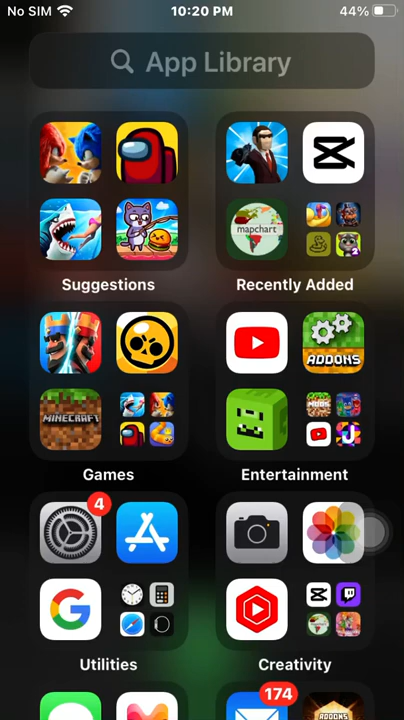 No SIM 10:20 PM 44%
App Library
mapchart
Suggestions Recently Added
ADDONS
MINECRAFT
Games Entertainment
4
Utilities Creativity
174
ADDONS